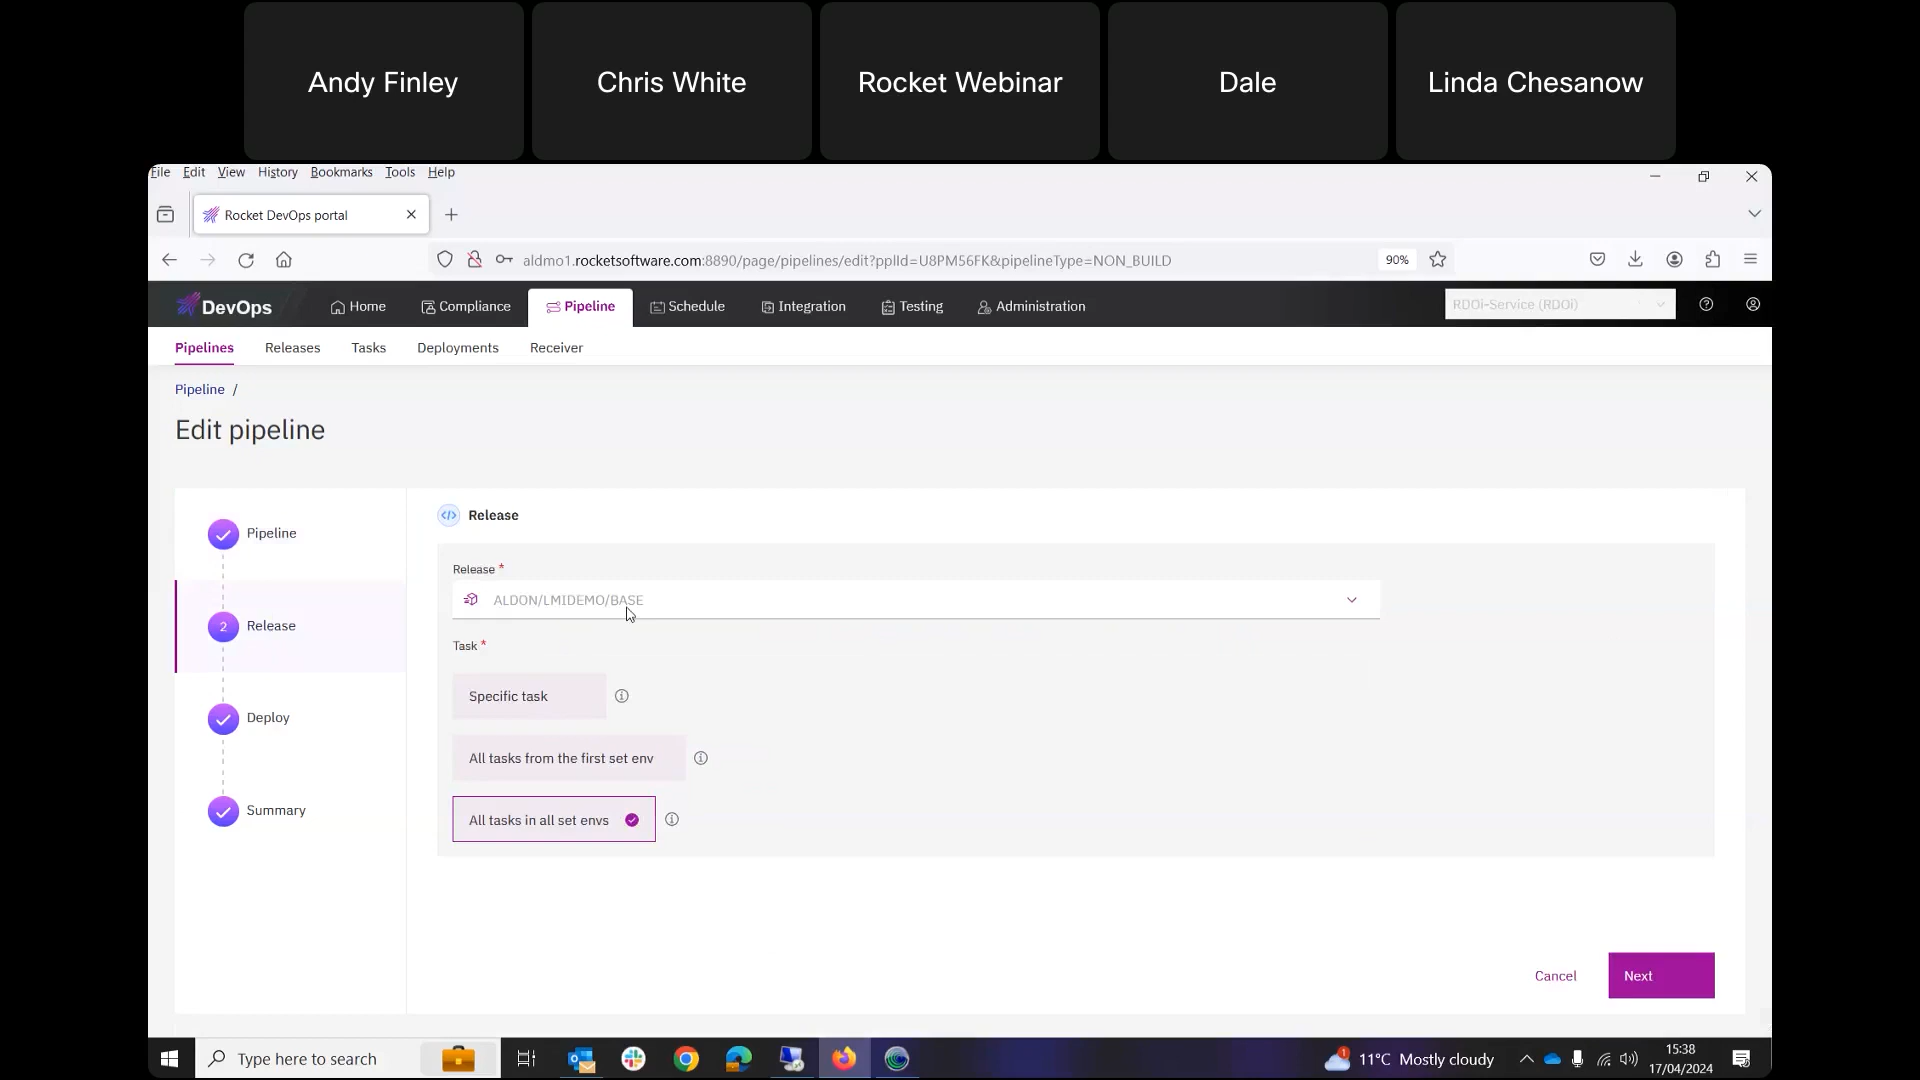 Andy Finley
Chris White
Rocket Webinar
Dale
Linda Chesanow
File Edit View History Bookmarks Tools Help
Rocket DevOps portal
aldmo1.rocketsoftware.com:8890/page/pipelines/edit?pplId=U8PM56FK&pipelineType=NON_BUILD
90%
DevOps
Home
Compliance
Pipeline
Schedule
Integration
Testing
Administration
RDOi-Service (RDOi)
Pipelines
Releases
Tasks
Deployments
Receiver
Pipeline /
Edit pipeline
Pipeline
2
Release
Deploy
Summary
Release
Release *
ALDON/LMIDEMO/BASE
Task *
Specific task
All tasks from the first set env
All tasks in all set envs
Cancel
Next
Type here to search
1
11°C Mostly cloudy
15:38
17/04/2024